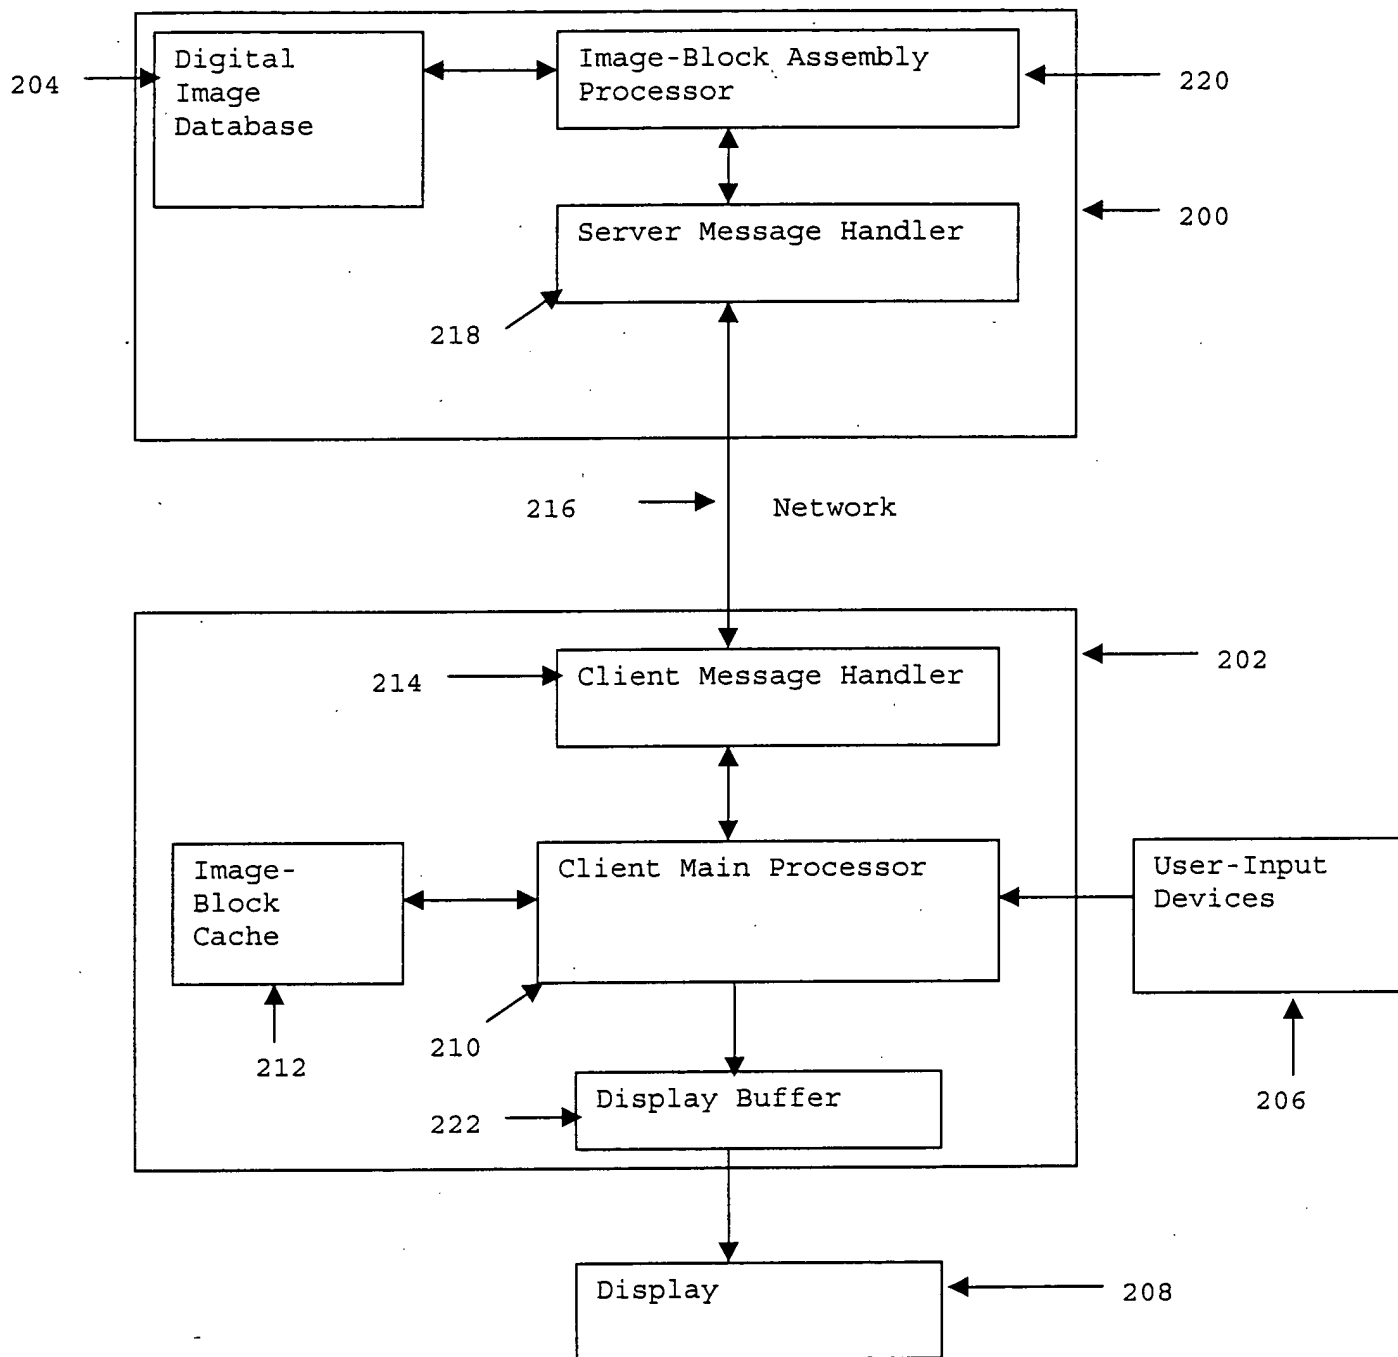 Digital
Image
Database
Image-Block Assembly
Processor
204
220
Server Message Handler
200
218
216
Network
Client Message Handler
202
214
Image-
Block
Cache
Client Main Processor
User-Input
Devices
212
210
206
Display Buffer
222
Display
208